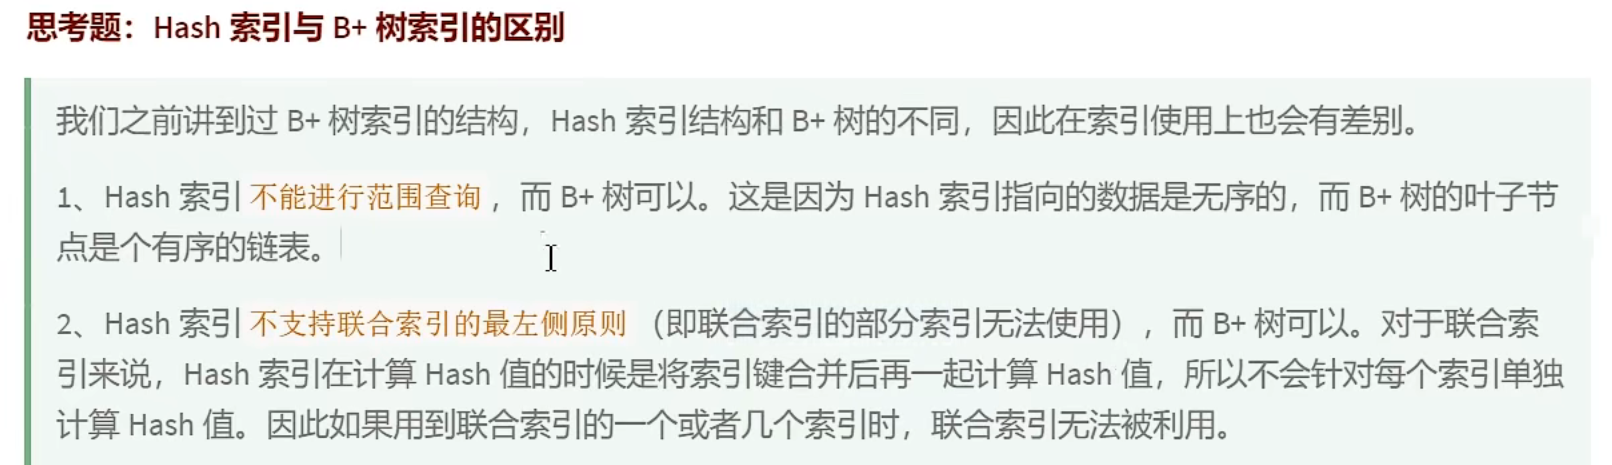 思考题：Hash 索引与 B+ 树索引的区别
我们之前讲到过 B+ 树索引的结构，Hash 索引结构和 B+ 树的不同，因此在索引使用上也会有差别。
1、Hash 索引 不能进行范围查询 ，而 B+ 树可以。这是因为 Hash 索引指向的数据是无序的，而 B+ 树的叶子节
点是个有序的链表。
2、Hash 索引 不支持联合索引的最左侧原则 （即联合索引的部分索引无法使用），而 B+ 树可以。对于联合索
引来说，Hash 索引在计算 Hash 值的时候是将索引键合并后再一起计算 Hash 值，所以不会针对每个索引单独
计算 Hash 值。因此如果用到联合索引的一个或者几个索引时，联合索引无法被利用。